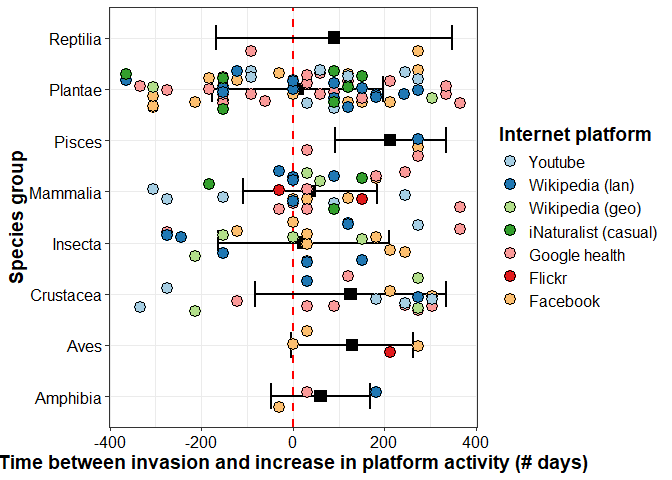 Reptilia
Plantae
Pisces
Mammalia
Insecta
Crustacea
Aves
Amphibia
Species group
-400 -200 0 200 400
Time between invasion and increase in platform activity (# days)
Internet platform
Youtube
Wikipedia (lan)
Wikipedia (geo)
iNaturalist (casual)
Google health
Flickr
Facebook